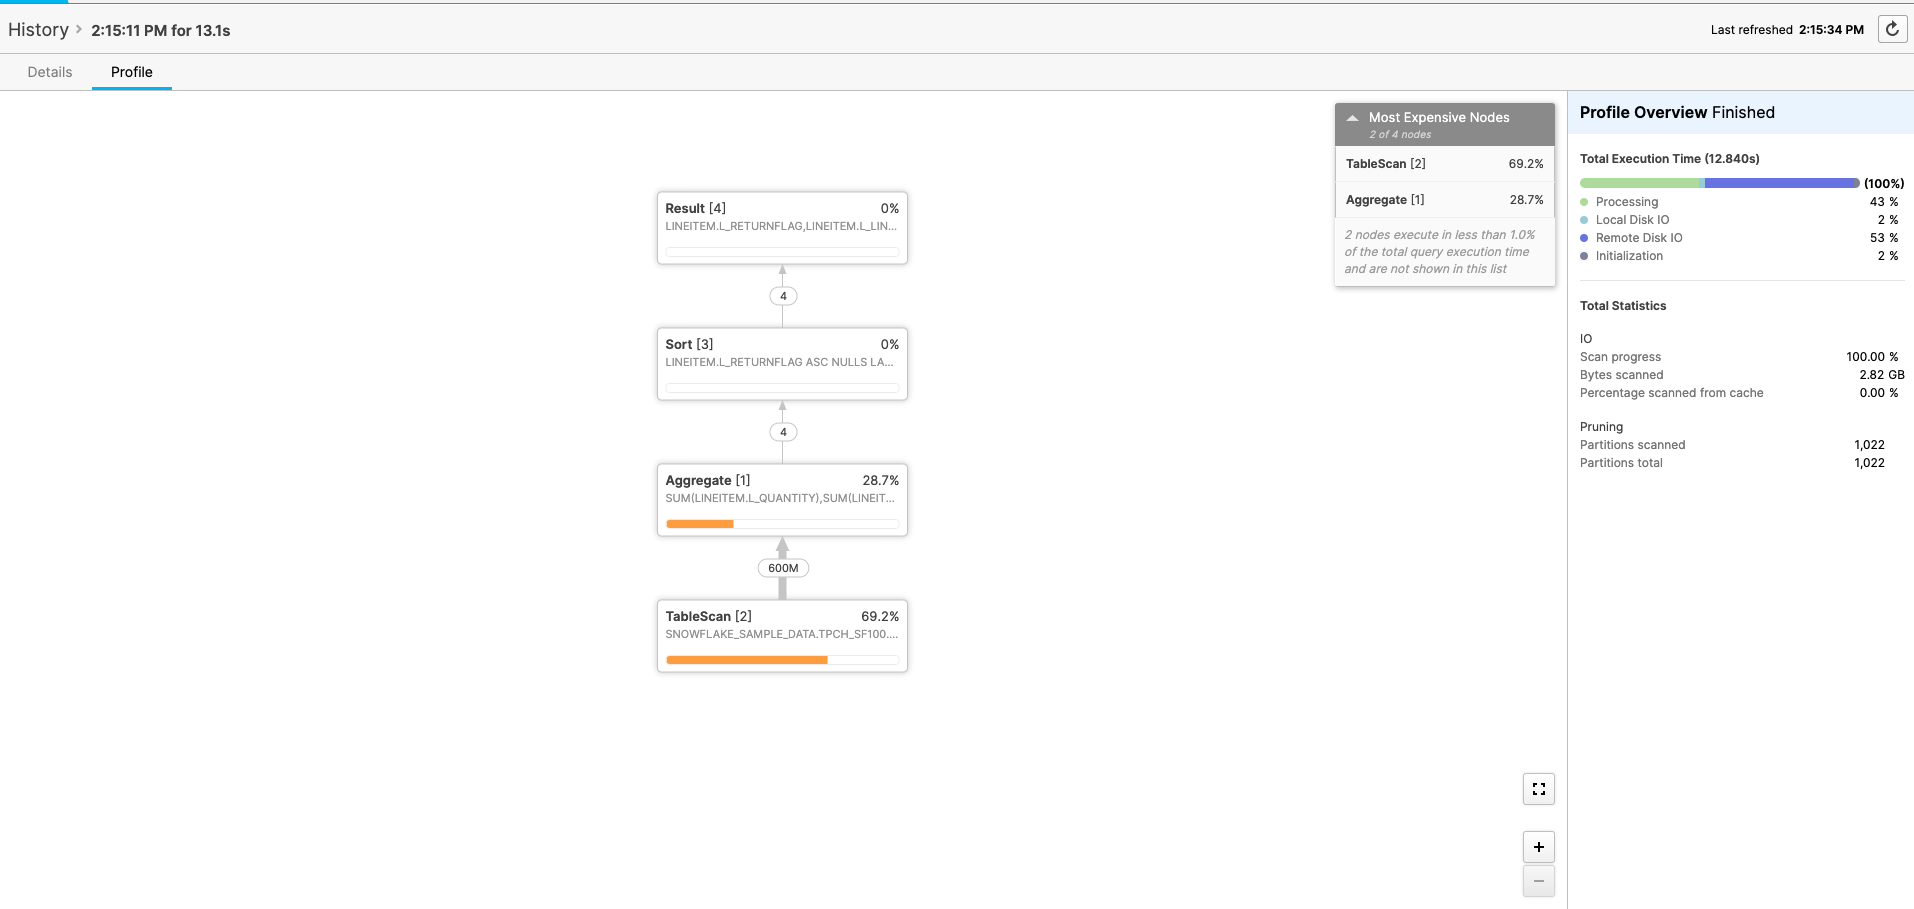 History > 2:15:11 PM for 13.1s
Last refreshed 2:15:34 PM
Details Profile
Most Expensive Nodes
2 of 4 nodes
TableScan [2] 69.2%
Aggregate [1] 28.7%
2 nodes execute in less than 1.0%
of the total query execution time
and are not shown in this list
Result [4] 0%
LINEITEM.L_RETURNFLAG,LINEITEM.L_LIN...
4
Sort [3] 0%
LINEITEM.L_RETURNFLAG ASC NULLS LA...
4
Aggregate [1] 28.7%
SUM(LINEITEM.L_QUANTITY),SUM(LINEIT...
600M
TableScan [2] 69.2%
SNOWFLAKE_SAMPLE_DATA.TPCH_SF100....
+
−
Profile Overview Finished
Total Execution Time (12.840s)
(100%)
Processing 43 %
Local Disk IO 2 %
Remote Disk IO 53 %
Initialization 2 %
Total Statistics
IO
Scan progress 100.00 %
Bytes scanned 2.82 GB
Percentage scanned from cache 0.00 %
Pruning
Partitions scanned 1,022
Partitions total 1,022